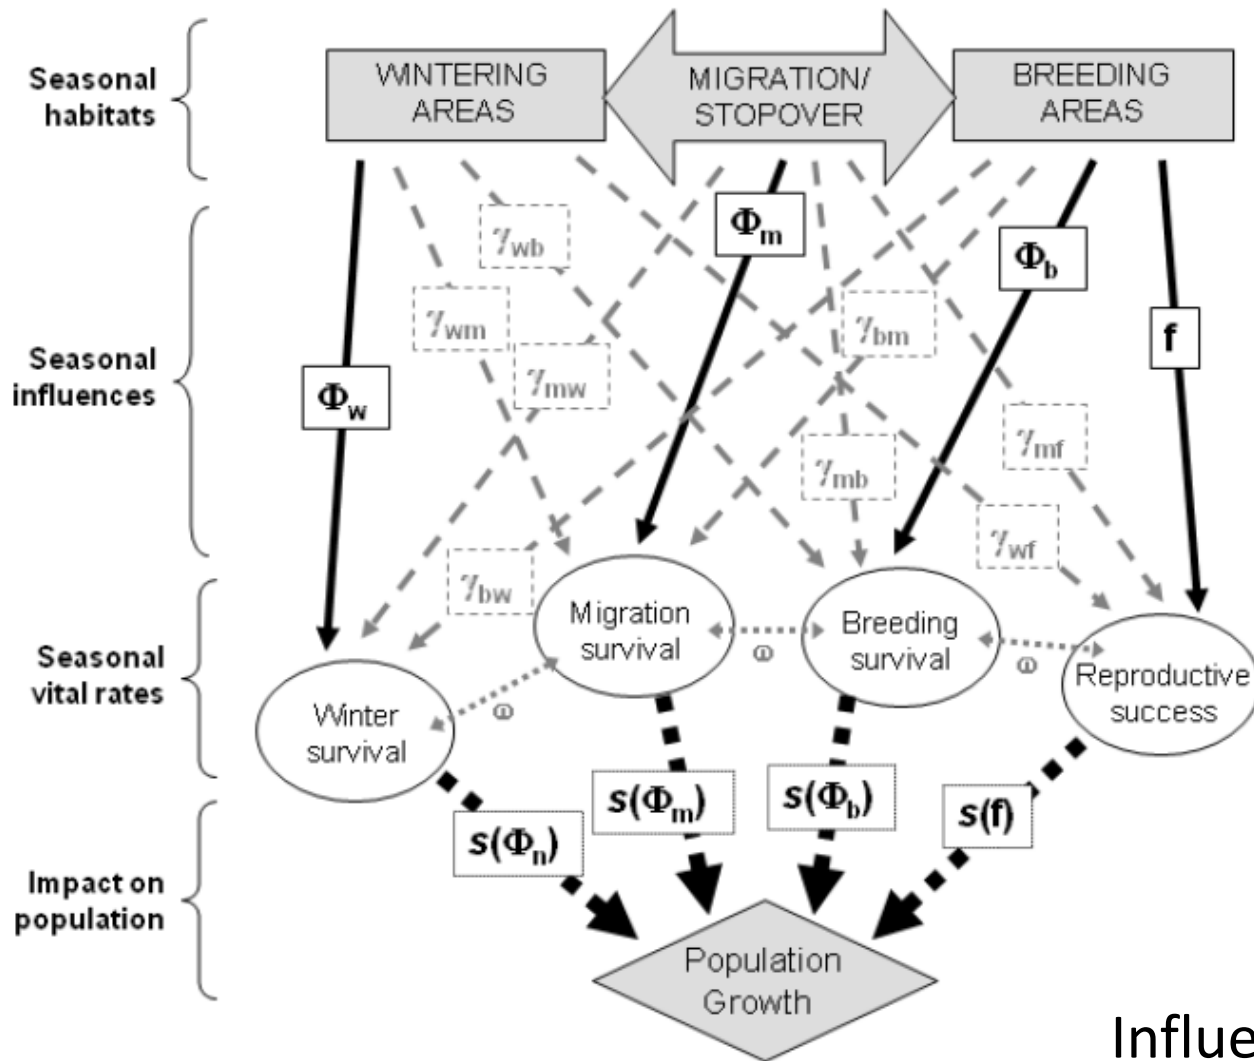 Seasonal
habitats
WINTERING
AREAS
MIGRATION/
STOPOVER
BREEDING
AREAS
Seasonal
influences
Φm
γwb
Φb
γwm
γbm
f
γmw
Φw
γmf
γmb
γwf
γbw
Seasonal
vital rates
Migration
survival
Breeding
survival
Reproductive
success
Winter
survival
ω
ω
ω
Impact on
population
s(Φn)
s(Φm)
s(Φb)
s(f)
Population
Growth
Influe